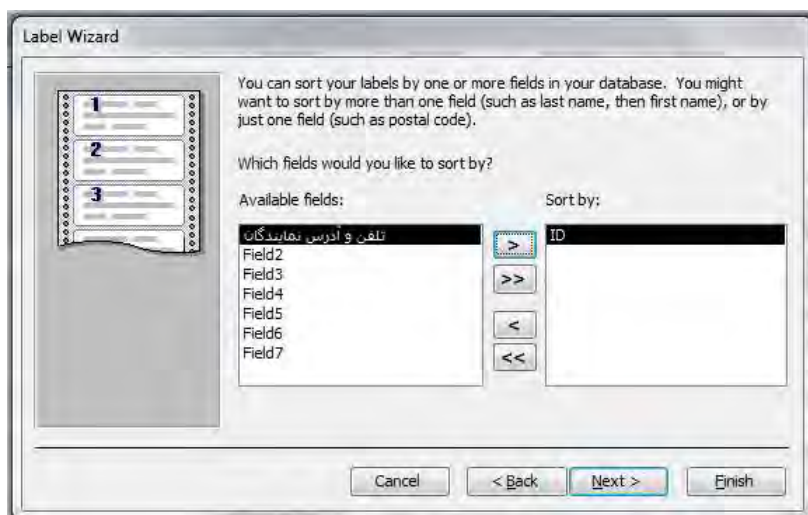 Label Wizard
You can sort your labels by one or more fields in your database. You might
want to sort by more than one field (such as last name, then first name), or by
just one field (such as postal code).
Which fields would you like to sort by?
Available fields:
Sort by:
تلفن و آدرس نمایندگان
Field2
Field3
Field4
Field5
Field6
Field7
>
>>
<
<<
ID
1
2
3
Cancel
< Back
Next >
Finish